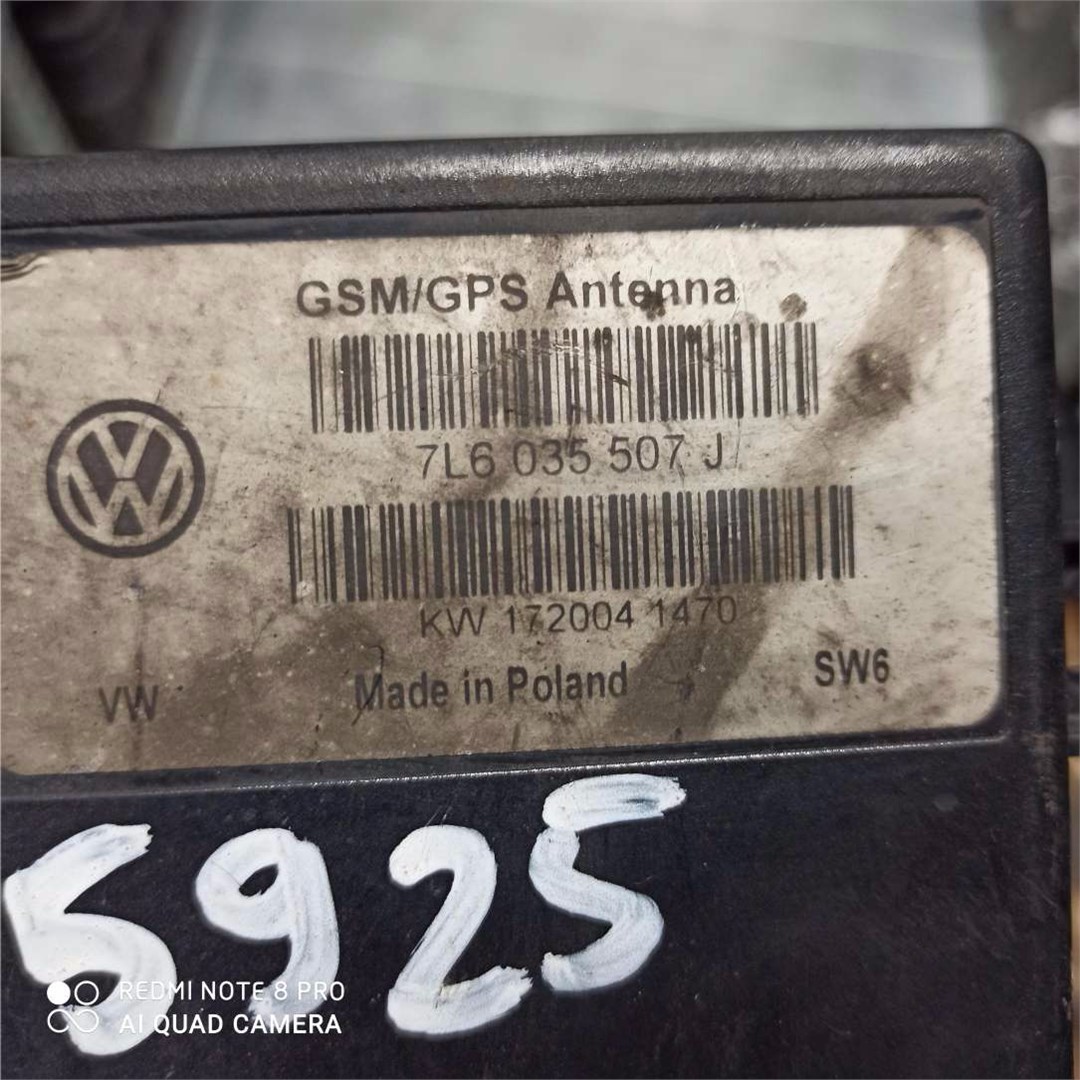 GSM/GPS Antenna
7L6 035 507 J
VW
KW 172004 1470
VW
Made in Poland
SW6
5925
REDMI NOTE 8 PRO
AI QUAD CAMERA